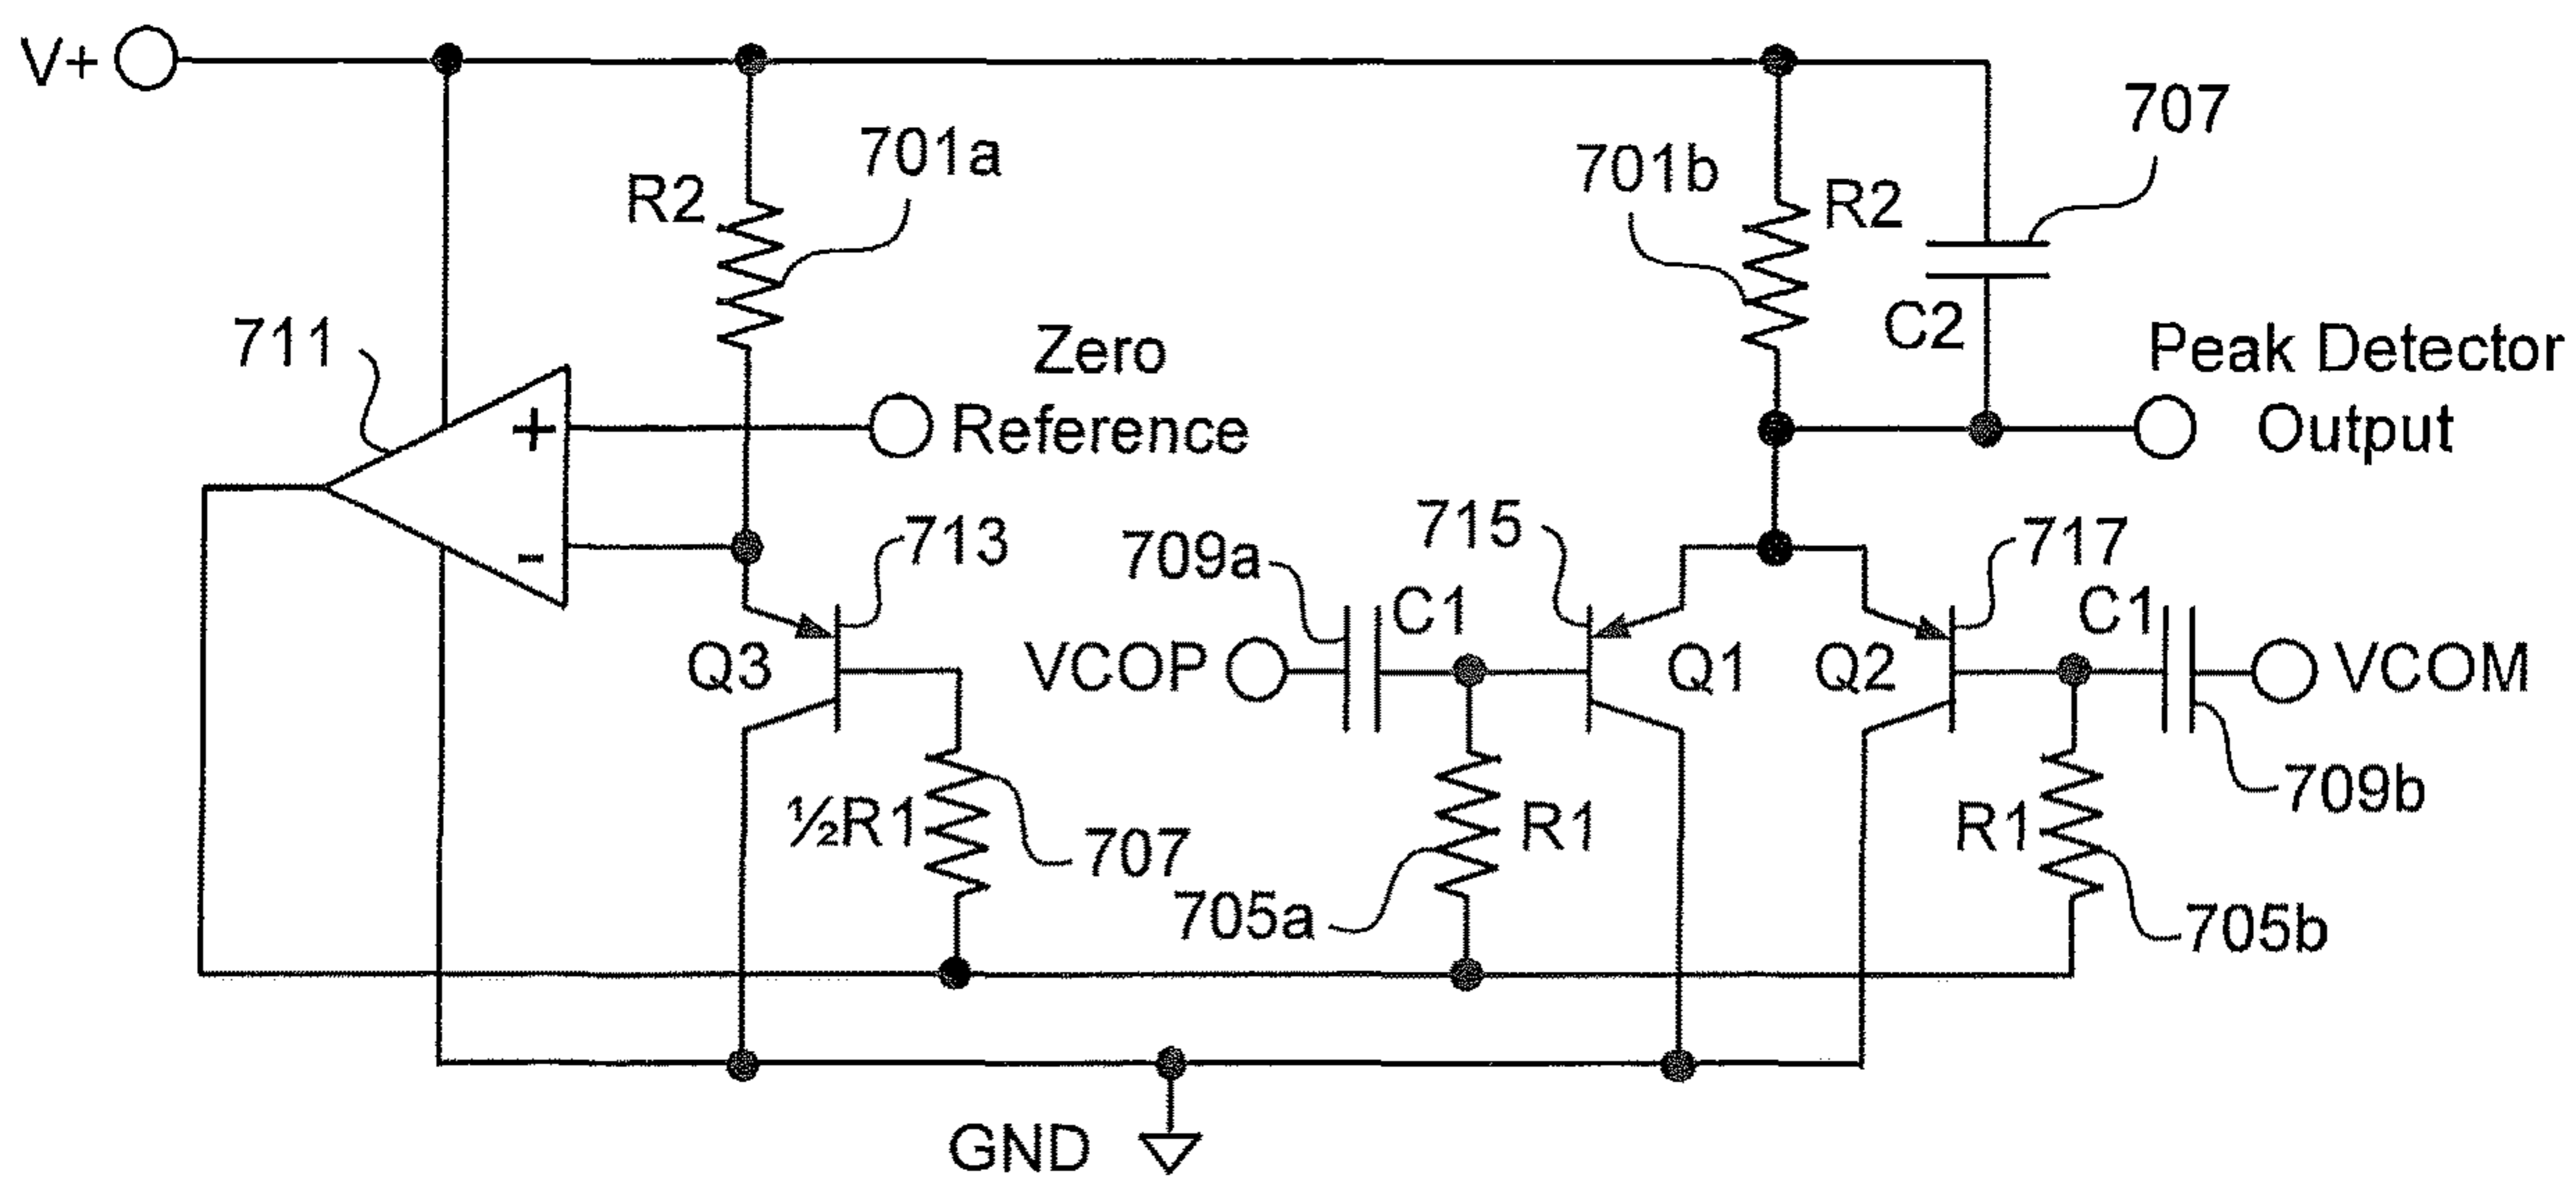 V+
707
701a
701b
R2
R2
711
Zero
Reference
C2
Peak Detector
Output
+
-
713
715
717
709a
C1
C1
Q3
VCOP
Q1
Q2
VCOM
709b
½R1
707
R1
R1
705a
705b
GND